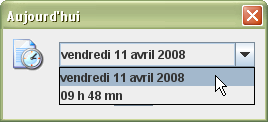 Aujourd'hui
vendredi 11 avril 2008
vendredi 11 avril 2008
09 h 48 mn